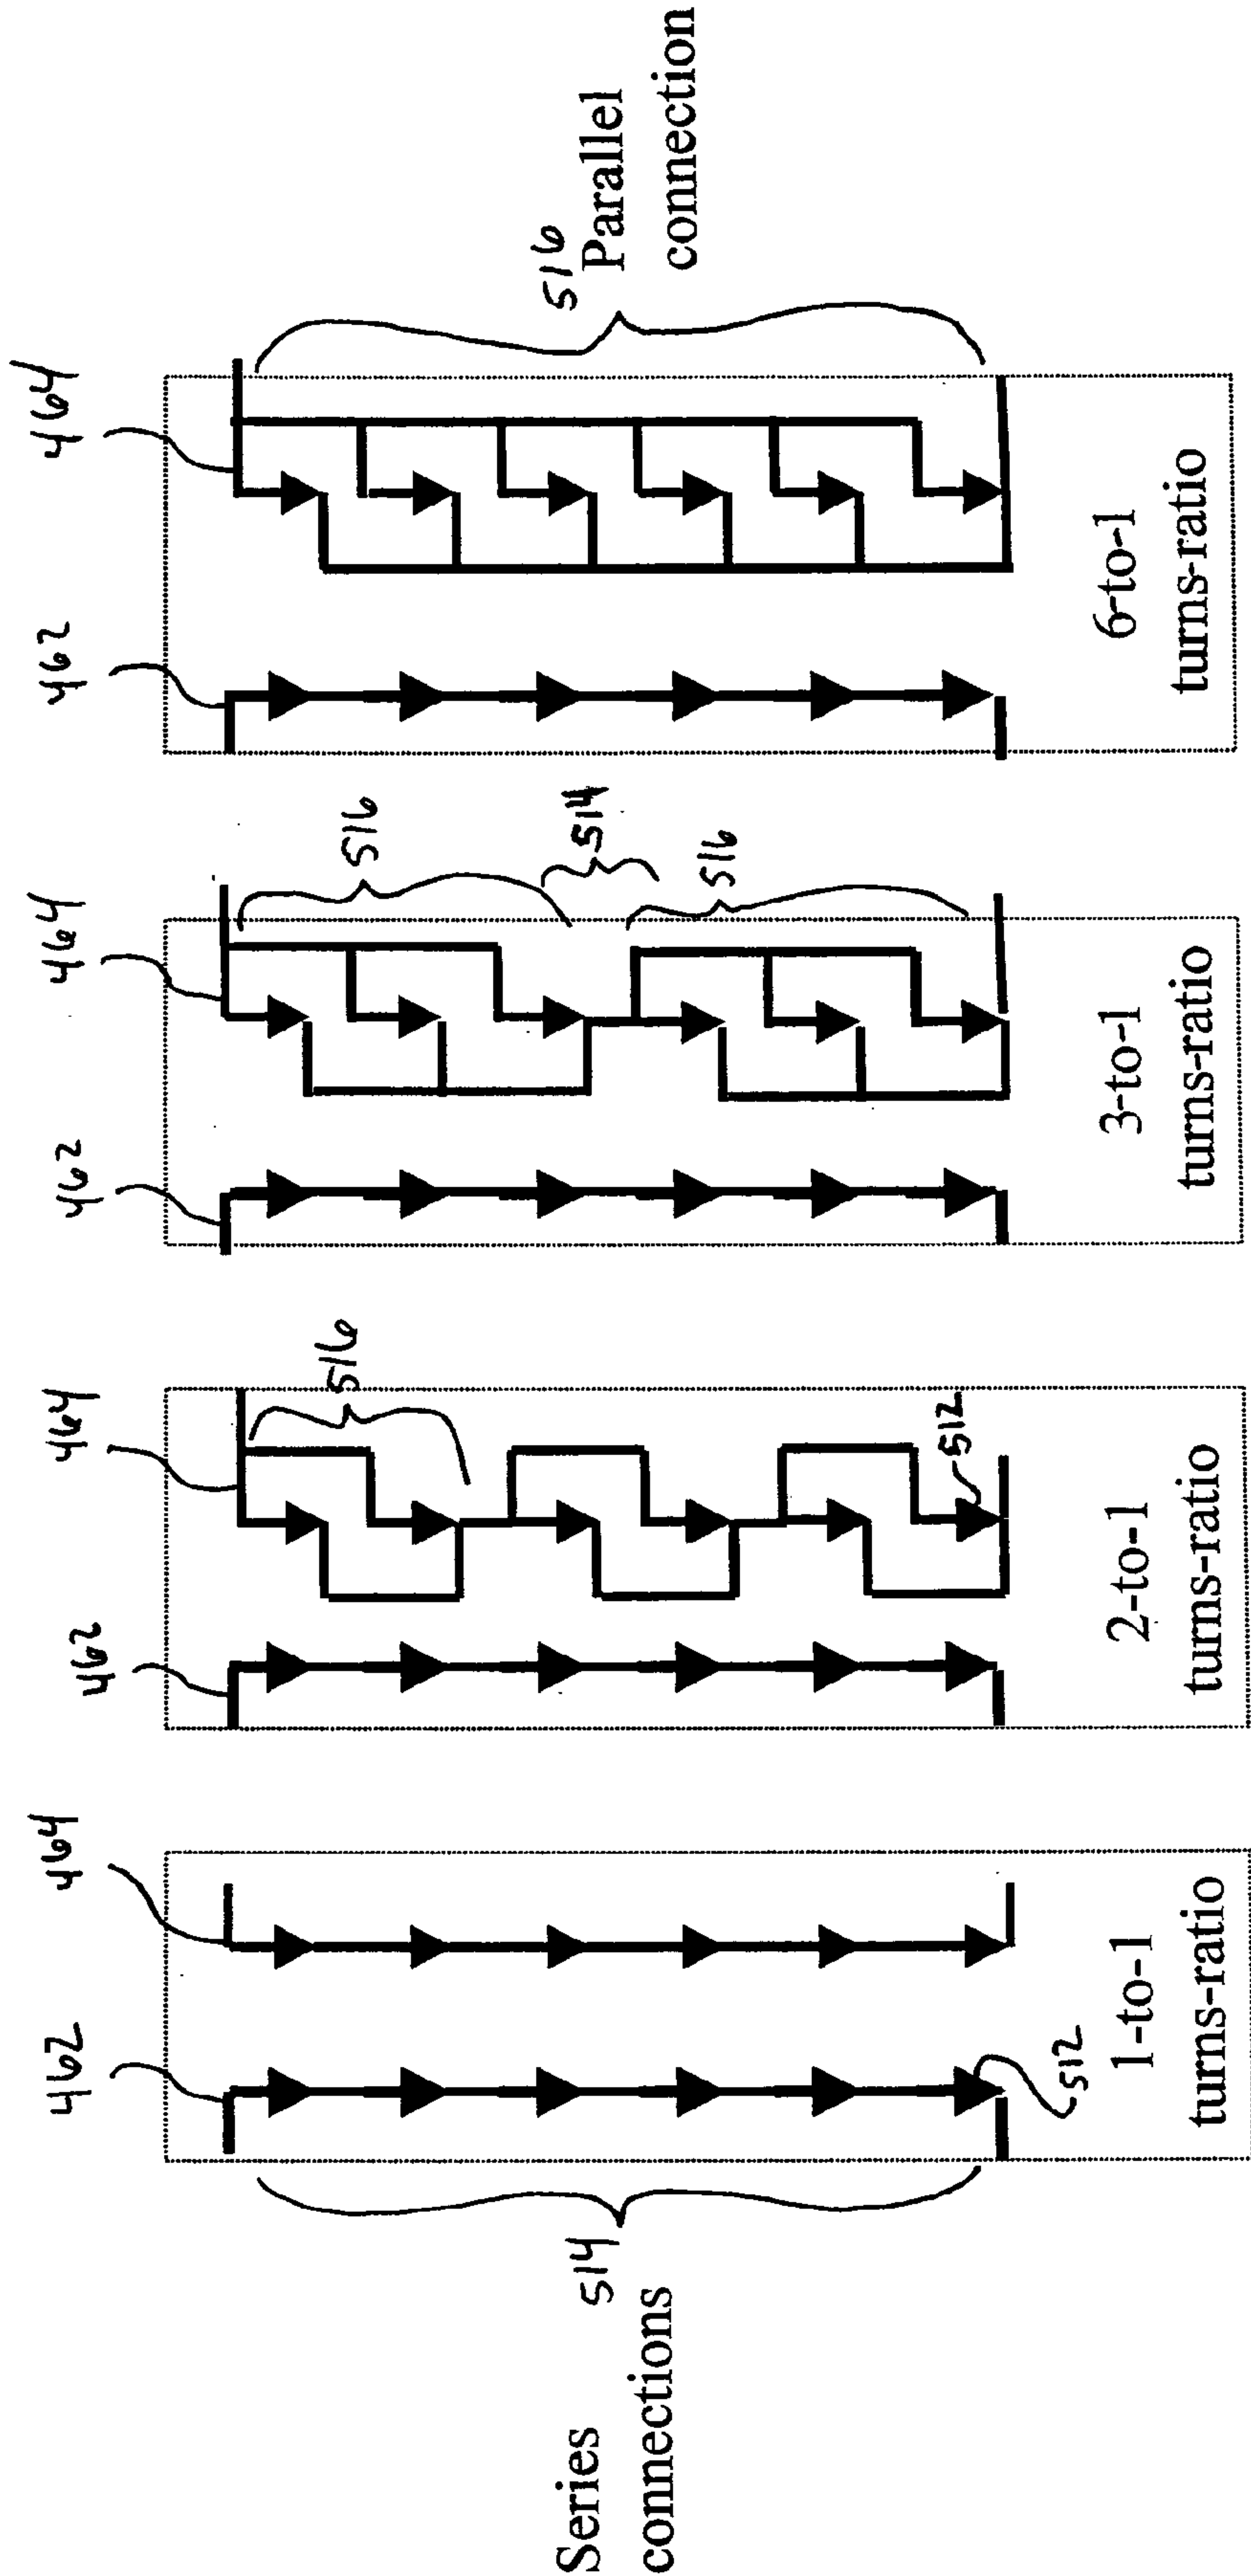 Series
connections
514
462
464
512
1-to-1
turns-ratio
462
464
516
512
2-to-1
turns-ratio
462
464
516
514
516
3-to-1
turns-ratio
462
464
6-to-1
turns-ratio
516
Parallel
connection